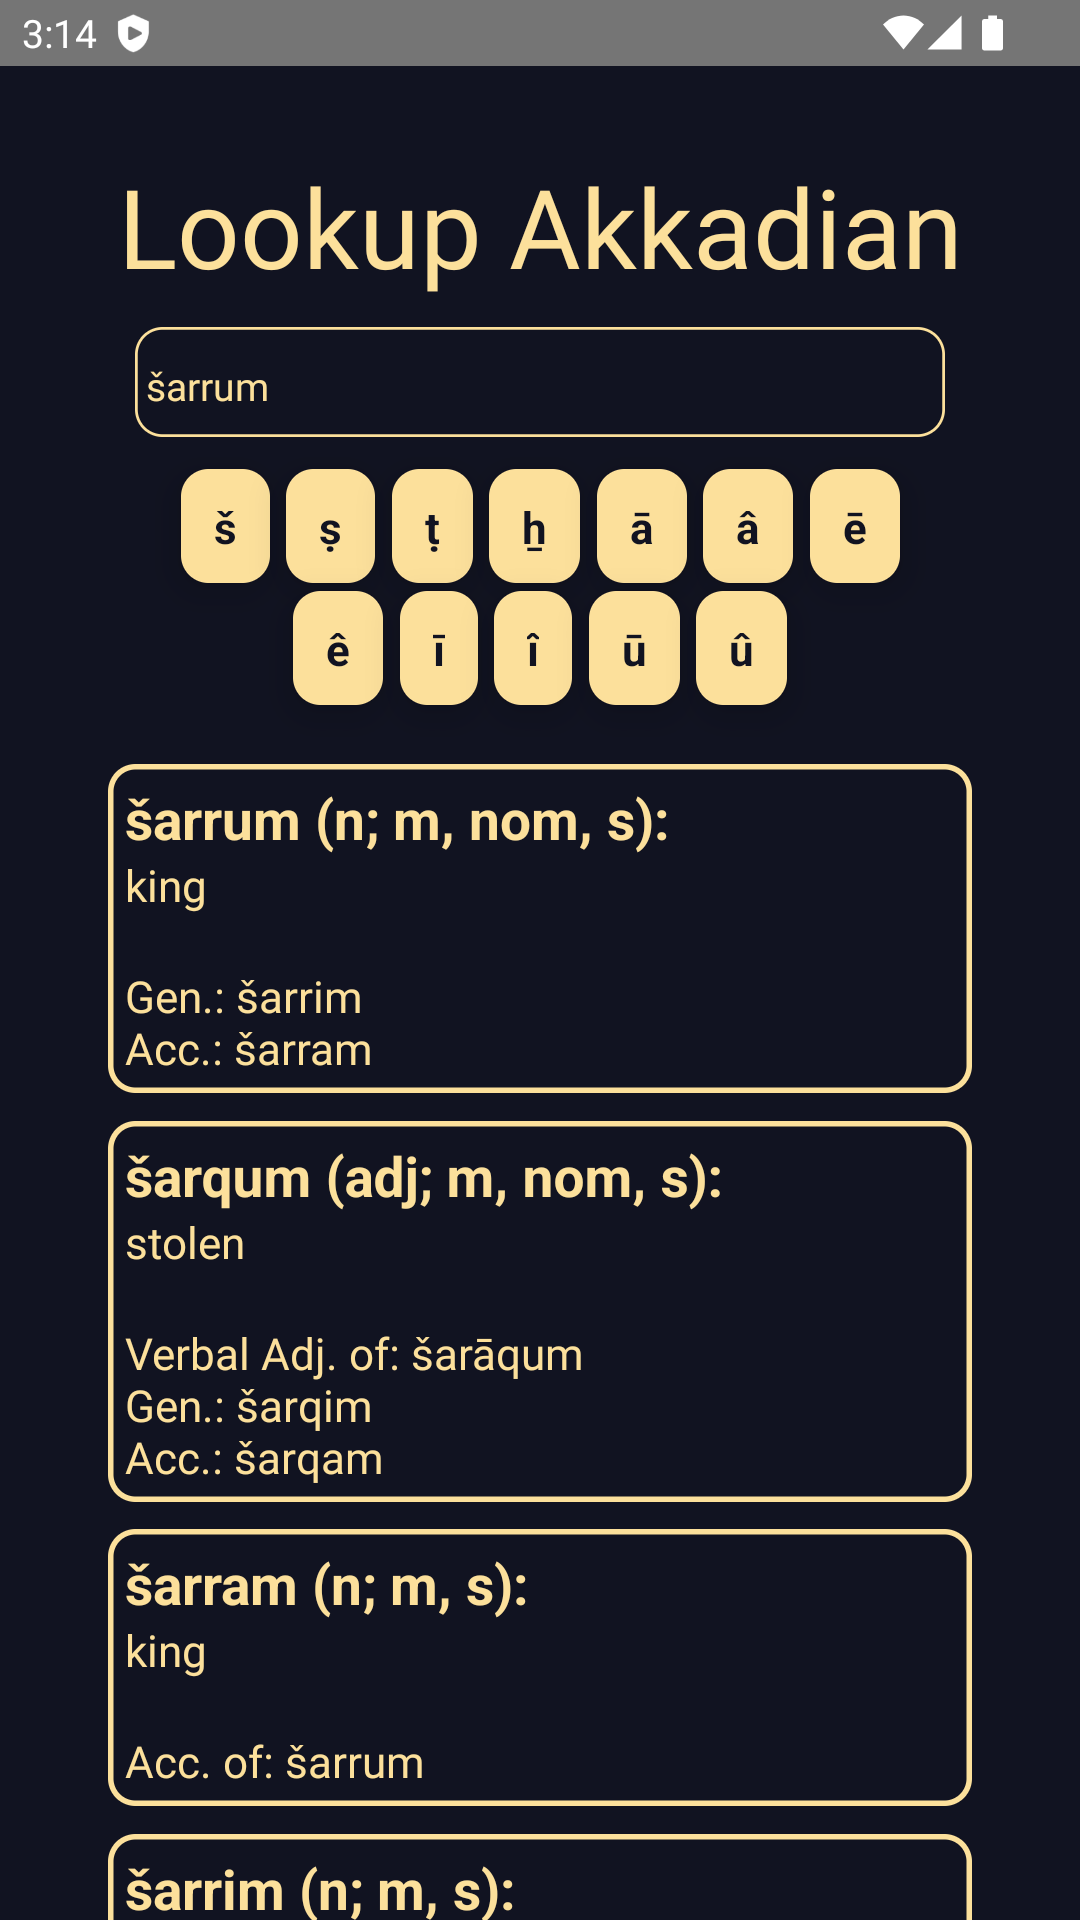 3:14
Lookup Akkadian
šarrum
š ṣ ṭ ẖ ā â ē
ê ī î ū û
šarrum (n; m, nom, s):
king
Gen.: šarrim
Acc.: šarram
šarqum (adj; m, nom, s):
stolen
Verbal Adj. of: šarāqum
Gen.: šarqim
Acc.: šarqam
šarram (n; m, s):
king
Acc. of: šarrum
šarrim (n; m, s):